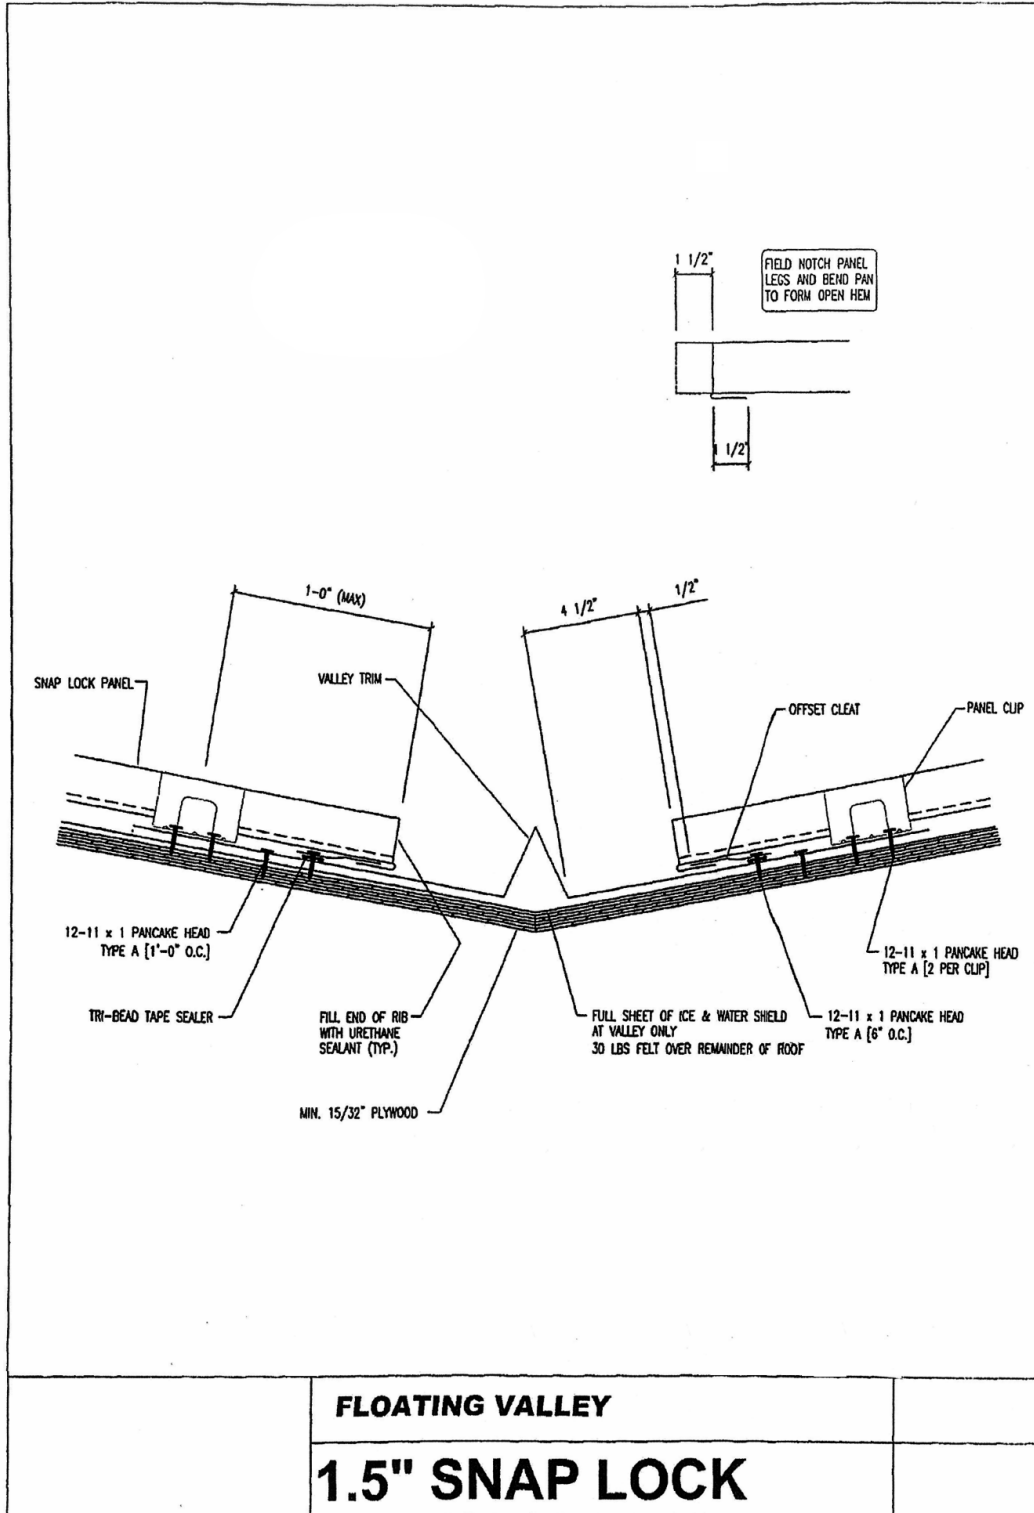 1 1/2"
FIELD NOTCH PANEL
LEGS AND BEND PAN
TO FORM OPEN HEM
1 1/2"
1-0" (MAX)
4 1/2"
1/2"
SNAP LOCK PANEL
VALLEY TRIM
OFFSET CLEAT
PANEL CLIP
12-11 x 1 PANCAKE HEAD
TYPE A [1'-0" O.C.]
12-11 x 1 PANCAKE HEAD
TYPE A [2 PER CLIP]
TRI-BEAD TAPE SEALER
FILL END OF RIB
WITH URETHANE
SEALANT (TYP.)
FULL SHEET OF ICE & WATER SHIELD
AT VALLEY ONLY
30 LBS FELT OVER REMAINDER OF ROOF
12-11 x 1 PANCAKE HEAD
TYPE A [6" O.C.]
MIN. 15/32" PLYWOOD
FLOATING VALLEY
1.5" SNAP LOCK